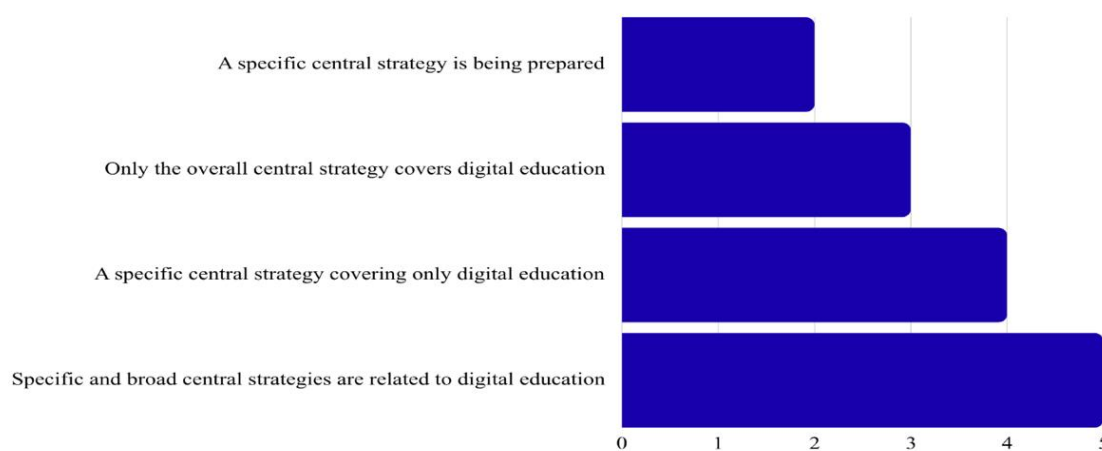 A specific central strategy is being prepared
Only the overall central strategy covers digital education
A specific central strategy covering only digital education
Specific and broad central strategies are related to digital education
0 1 2 3 4 5